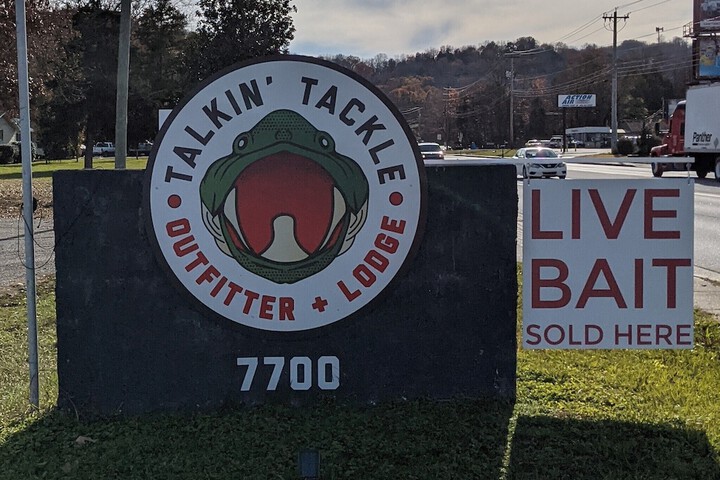 TALKIN' TACKLE
OUTFITTER + LODGE
7700
LIVE
BAIT
SOLD HERE
ACTION
AIR
Panther